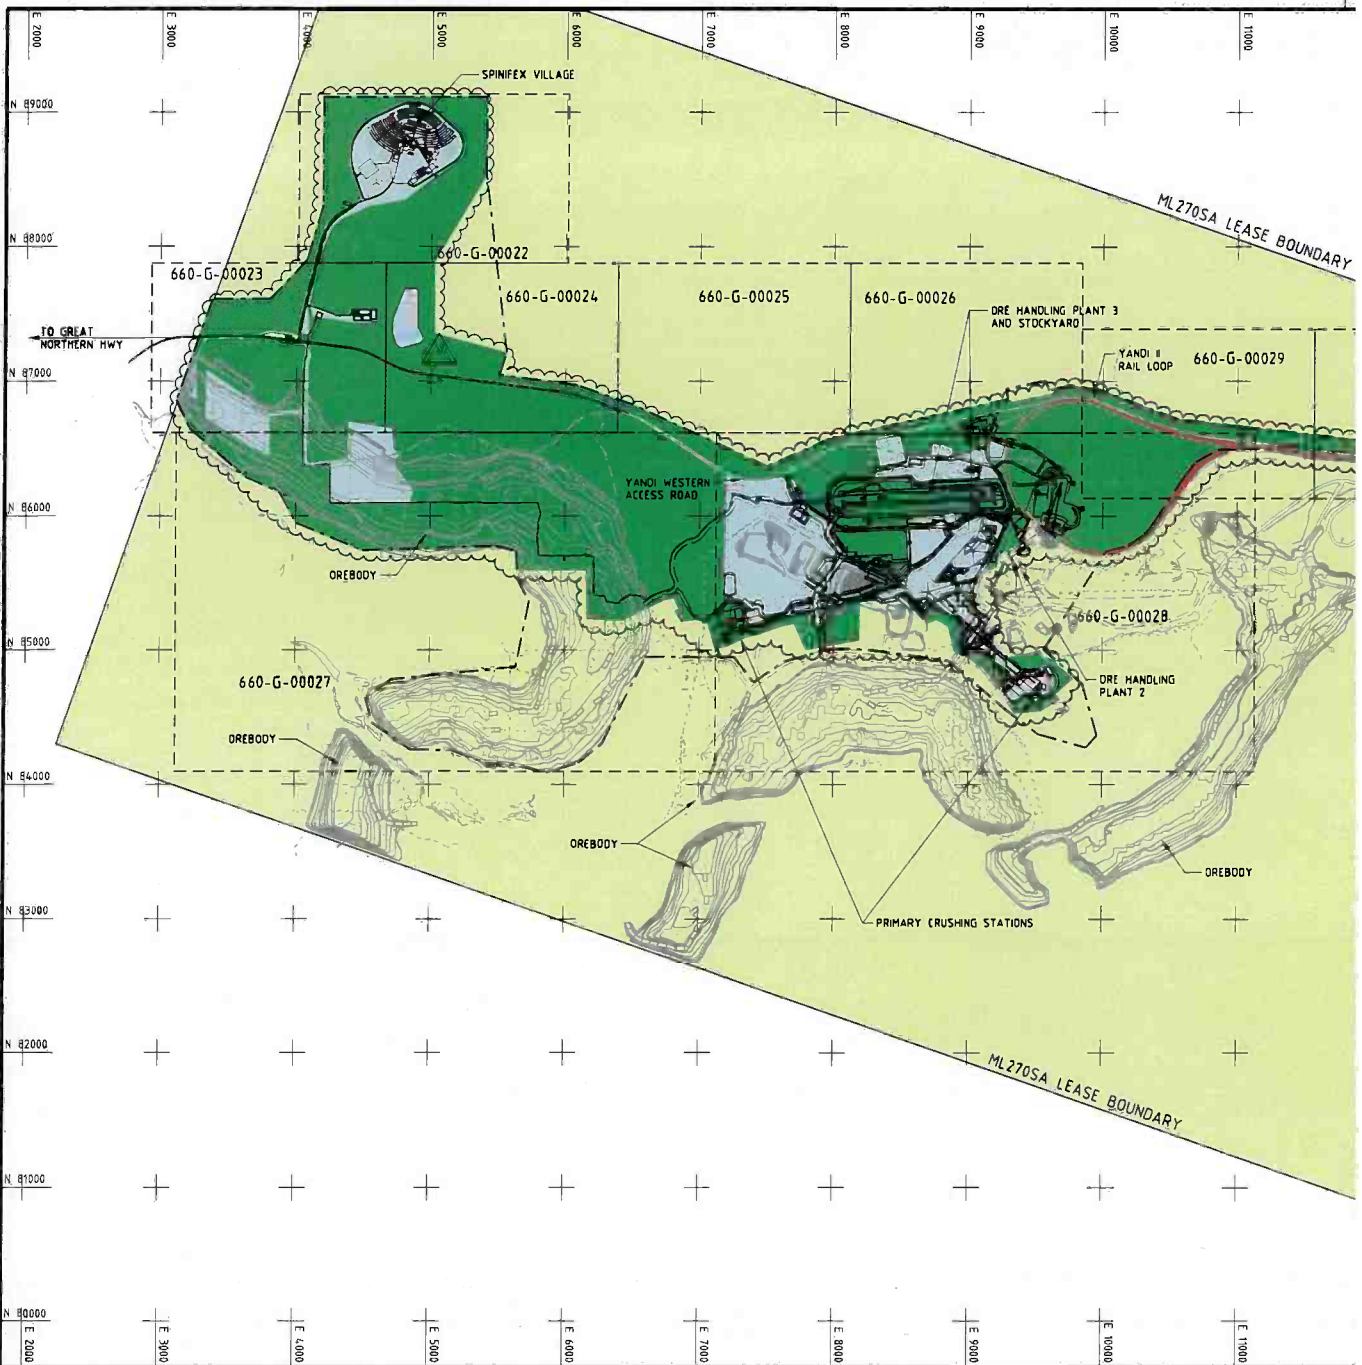 E 2000
3000
E 4000
E 5000
E 6000
E 7000
E 8000
E 9000
E 10000
E 11000
SPINIFEX VILLAGE
N 89000
ML270SA LEASE BOUNDARY
N 88000
660-G-00022
660-G-00023
660-G-00024
660-G-00025
660-G-00026
ORE HANDLING PLANT 3
AND STOCKYARD
TO GREAT
NORTHERN HWY
YANDI II
RAIL LOOP
660-G-00029
N 87000
YANDI WESTERN
ACCESS ROAD
N 86000
OREBODY
660-G-00028
N 85000
660-G-00027
ORE HANDLING
PLANT 2
OREBODY
N 84000
OREBODY
OREBODY
N 83000
PRIMARY CRUSHING STATIONS
N 82000
ML270SA LEASE BOUNDARY
N 81000
N 80000
E 2000
E 3000
E 4000
E 5000
E 6000
E 7000
E 8000
E 9000
E 10000
E 11000